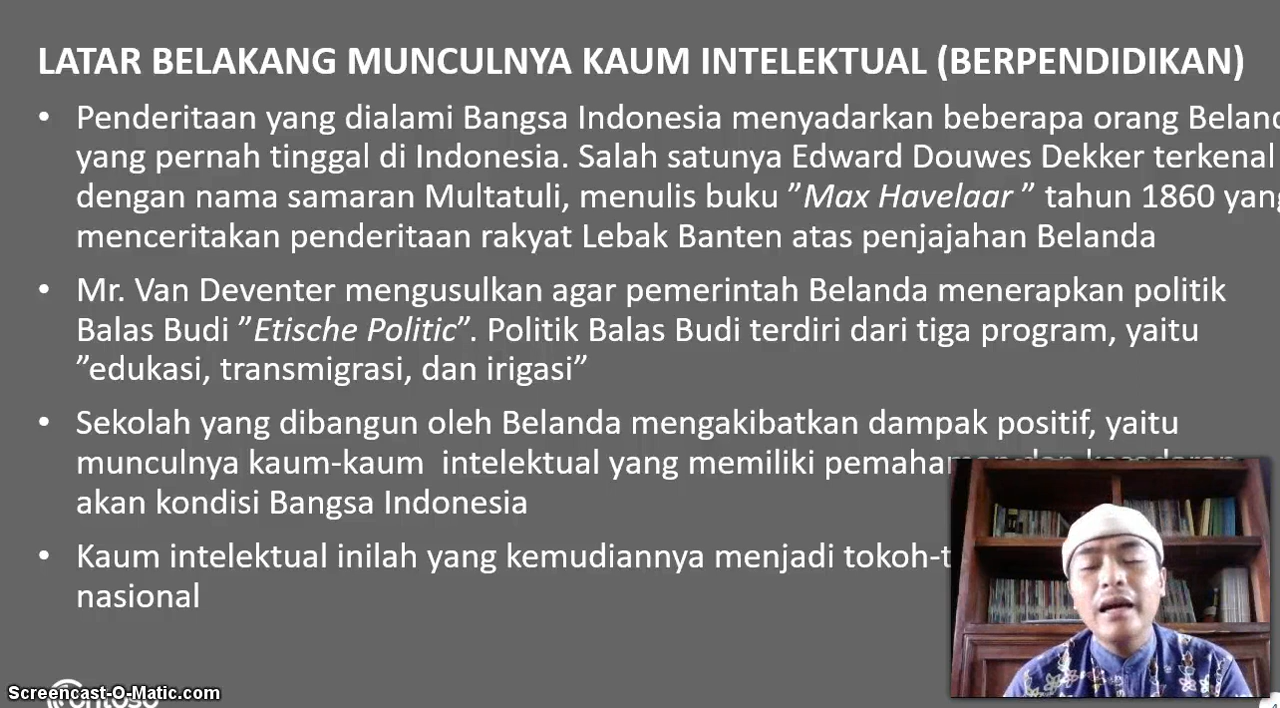 LATAR BELAKANG MUNCULNYA KAUM INTELEKTUAL (BERPENDIDIKAN)
• Penderitaan yang dialami Bangsa Indonesia menyadarkan beberapa orang
yang pernah tinggal di Indonesia. Salah satunya Edward Douwes Dekker terkenal
dengan nama samaran Multatuli, menulis buku ”Max Havelaar ” tahun 1860 yang
menceritakan penderitaan rakyat Lebak Banten atas penjajahan Belanda
• Mr. Van Deventer mengusulkan agar pemerintah Belanda menerapkan politik
Balas Budi ”Etische Politic”. Politik Balas Budi terdiri dari tiga program, yaitu
”edukasi, transmigrasi, dan irigasi”
• Sekolah yang dibangun oleh Belanda mengakibatkan dampak positif, yaitu
munculnya kaum-kaum intelektual yang memiliki
akan kondisi Bangsa Indonesia
• Kaum intelektual inilah yang kemudiannya menjadi
nasional
Screencast-O-Matic.com